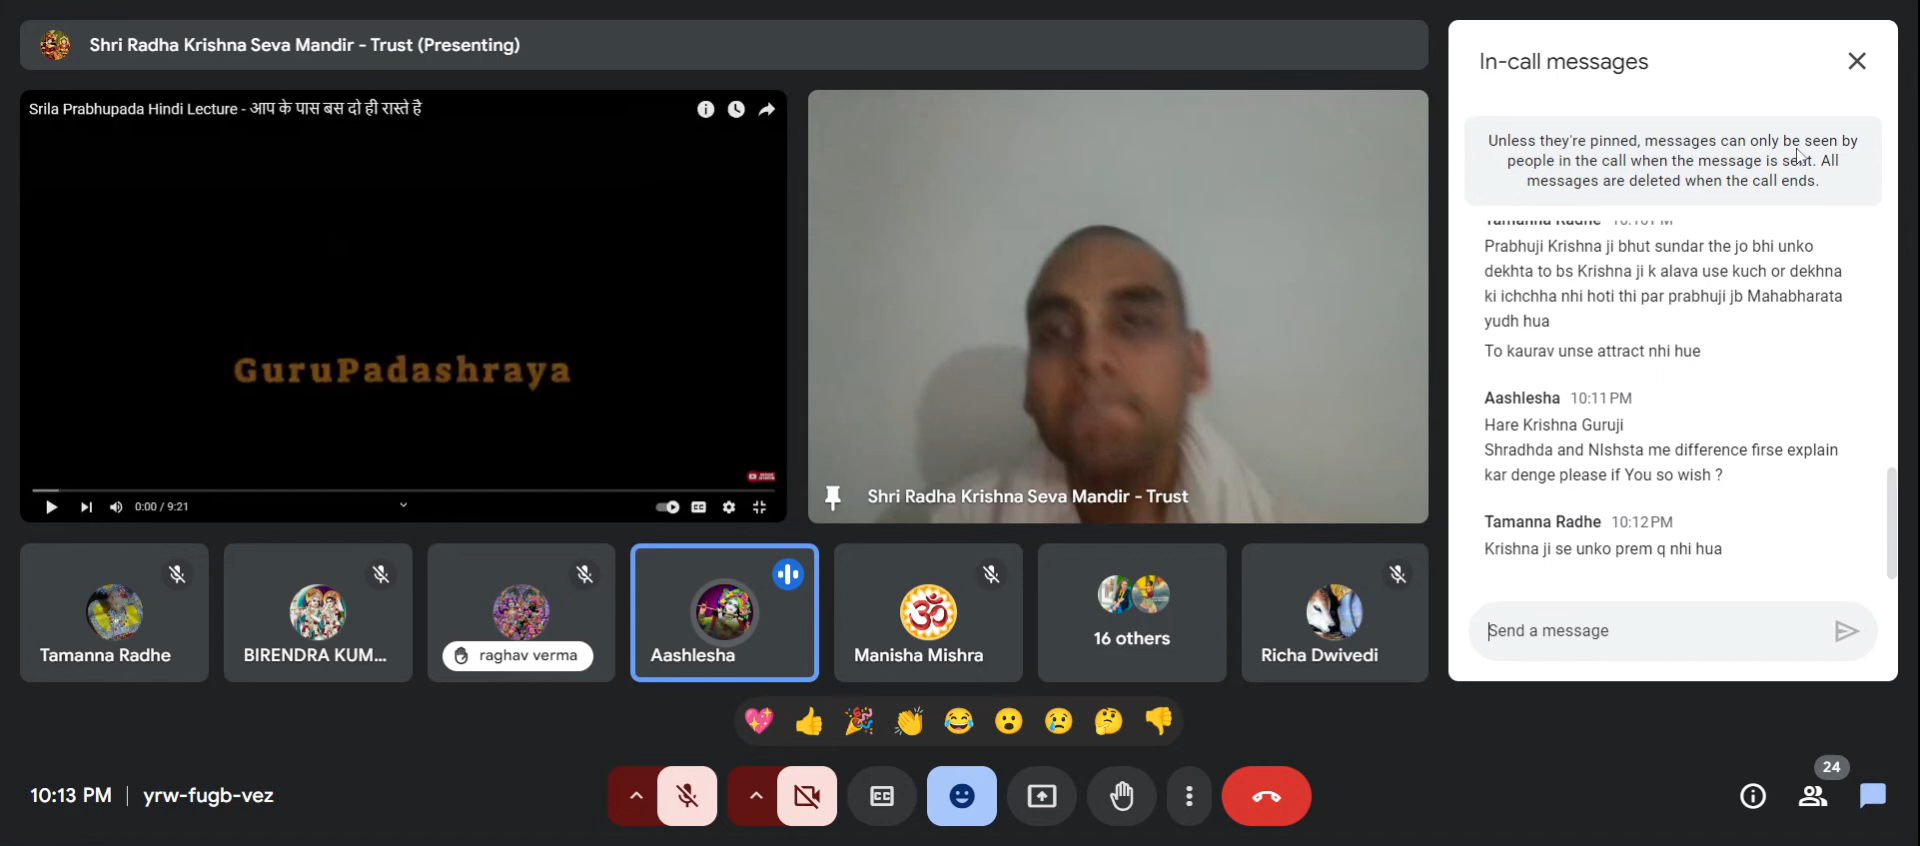 Shri Radha Krishna Seva Mandir - Trust (Presenting)
Srila Prabhupada Hindi Lecture - आप के पास बस दो ही रास्ते है
GuruPadashraya
0:00 / 9:21
Shri Radha Krishna Seva Mandir - Trust
Tamanna Radhe
BIRENDRA KUM...
raghav verma
Aashlesha
Manisha Mishra
16 others
Richa Dwivedi
10:13 PM | yrw-fugb-vez
In-call messages
Unless they're pinned, messages can only be seen by
people in the call when the message is sent. All
messages are deleted when the call ends.
Tamanna Radhe
Prabhuji Krishna ji bhut sundar the jo bhi unko
dekhta to bs Krishna ji k alava use kuch or dekhna
ki ichchha nhi hoti thi par prabhuji jb Mahabharata
yudh hua
To kaurav unse attract nhi hue
Aashlesha 10:11 PM
Hare Krishna Guruji
Shradhda and NIshsta me difference firse explain
kar denge please if You so wish ?
Tamanna Radhe 10:12 PM
Krishna ji se unko prem q nhi hua
Send a message
24